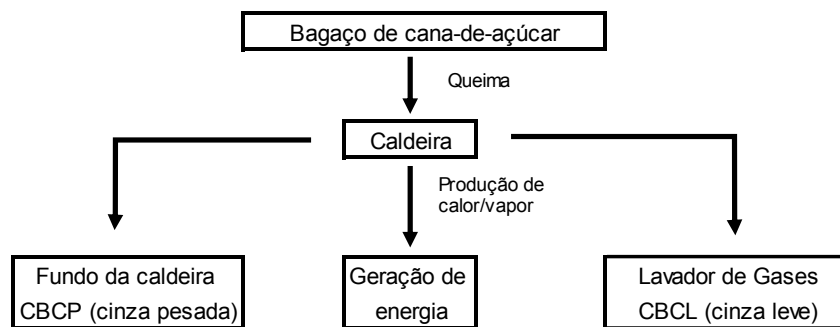 Bagaço de cana-de-açúcar
Queima
Caldeira
Produção de
calor/vapor
Fundo da caldeira
CBCP (cinza pesada)
Geração de
energia
Lavador de Gases
CBCL (cinza leve)